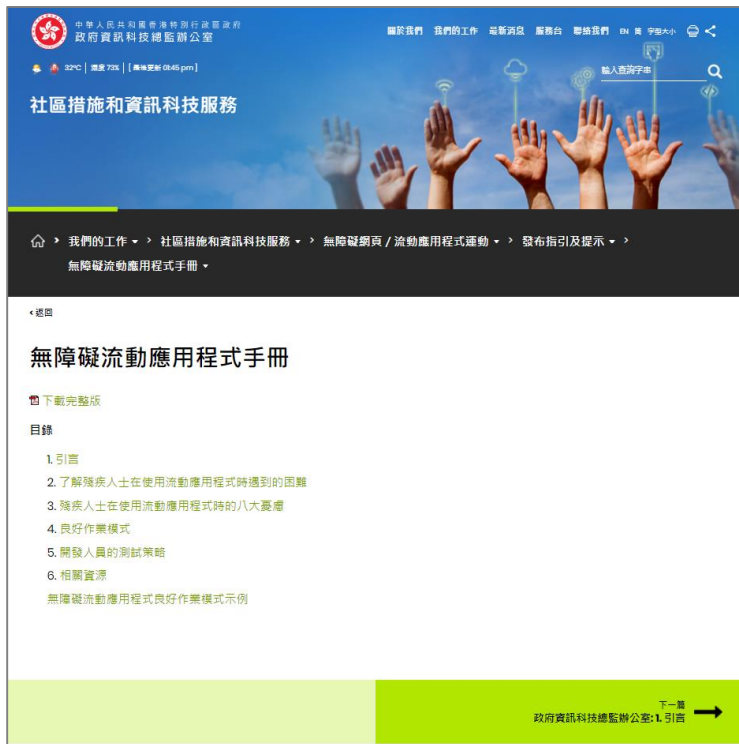 中華人民共和國香港特別行政區政府
政府資訊科技總監辦公室
關於我們 我們的工作 最新消息 服務台 聯絡我們 EN 简 字型大小
32°C | 濕度 73% | [ 最後更新 01:45 pm ]
輸入查詢字串
社區措施和資訊科技服務
我們的工作 > 社區措施和資訊科技服務 > 無障礙網頁 / 流動應用程式運動 > 發布指引及提示 >
無障礙流動應用程式手冊
<返回
無障礙流動應用程式手冊
下載完整版
目錄
1. 引言
2. 了解殘疾人士在使用流動應用程式時遇到的困難
3. 殘疾人士在使用流動應用程式時的八大憂慮
4. 良好作業模式
5. 開發人員的測試策略
6. 相關資源
無障礙流動應用程式良好作業模式示例
下一篇
政府資訊科技總監辦公室: 1. 引言